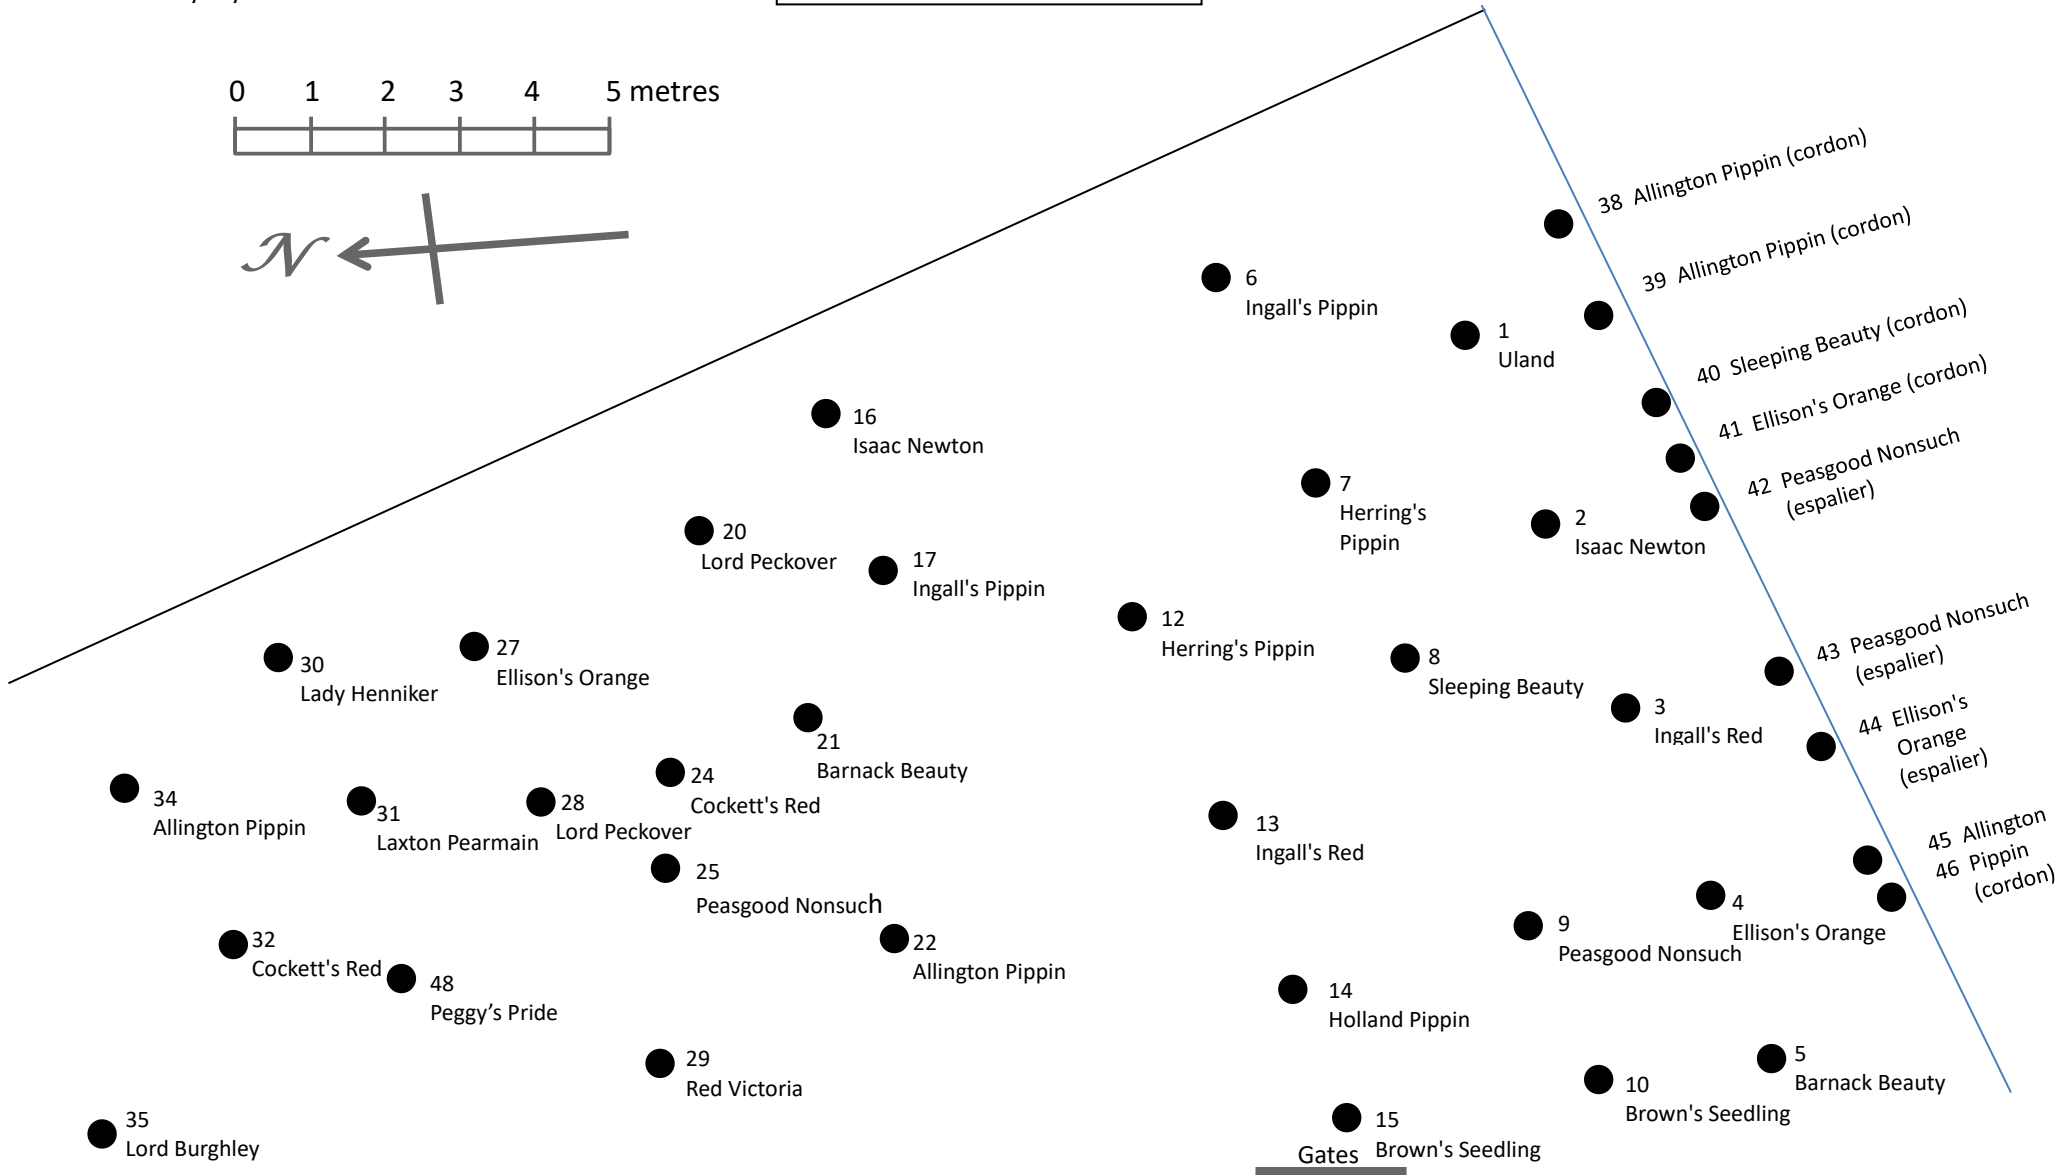 0 1 2 3 4 5 metres
N
38 Allington Pippin (cordon)
39 Allington Pippin (cordon)
6
Ingall's Pippin
1
Uland
40 Sleeping Beauty (cordon)
41 Ellison's Orange (cordon)
16
Isaac Newton
42 Peasgood Nonsuch
(espalier)
7
Herring's
Pippin
2
Isaac Newton
20
Lord Peckover
17
Ingall's Pippin
12
Herring's Pippin
43 Peasgood Nonsuch
(espalier)
30
Lady Henniker
27
Ellison's Orange
8
Sleeping Beauty
3
Ingall's Red
44 Ellison's
Orange
(espalier)
21
Barnack Beauty
24
Cockett's Red
34
Allington Pippin
31
Laxton Pearmain
28
Lord Peckover
13
Ingall's Red
45 Allington
46 Pippin
(cordon)
25
Peasgood Nonsuch
4
Ellison's Orange
9
Peasgood Nonsuch
32
Cockett's Red
22
Allington Pippin
48
Peggy’s Pride
14
Holland Pippin
29
Red Victoria
5
Barnack Beauty
10
Brown's Seedling
35
Lord Burghley
15
Brown's Seedling
Gates